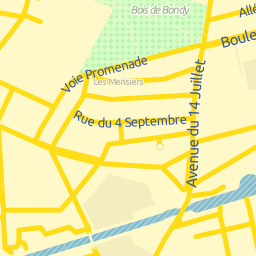 Bois de Bondy
Allé
Boule
Voie Promenade
Les Merisiers
Rue du 4 Septembre
Avenue du 14 Juillet